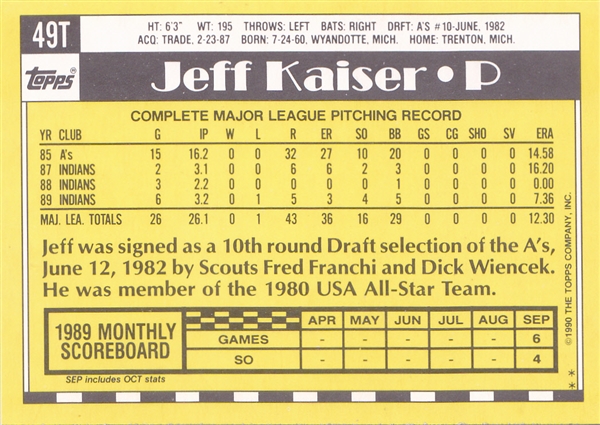 49T
HT: 6'3" WT: 195 THROWS: LEFT BATS: RIGHT DRFT: A'S #10-JUNE, 1982
ACQ: TRADE, 2-23-87 BORN: 7-24-60, WYANDOTTE, MICH. HOME: TRENTON, MICH.
Topps®
Jeff Kaiser • P
COMPLETE MAJOR LEAGUE PITCHING RECORD
YR CLUB G IP W L R ER SO BB GS CG SHO SV ERA
85 A's 15 16.2 0 0 32 27 10 20 0 0 0 0 14.58
87 INDIANS 2 3.1 0 0 6 6 2 3 0 0 0 0 16.20
88 INDIANS 3 2.2 0 0 0 0 0 1 0 0 0 0 0.00
89 INDIANS 6 3.2 0 1 5 3 4 5 0 0 0 0 7.36
MAJ. LEA. TOTALS 26 26.1 0 1 43 36 16 29 0 0 0 0 12.30
Jeff was signed as a 10th round Draft selection of the A's,
June 12, 1982 by Scouts Fred Franchi and Dick Wiencek.
He was member of the 1980 USA All-Star Team.
1989 MONTHLY
SCOREBOARD
APR MAY JUN JUL AUG SEP
GAMES - - - - - 6
SO - - - - - 4
SEP includes OCT stats
©1990 THE TOPPS COMPANY, INC.
* *